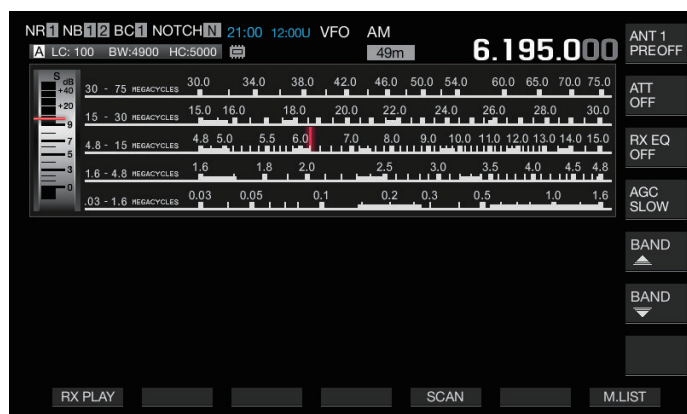 NR 1 NB 1 2 BC 1 NOTCH N 21:00 12:00U VFO AM
A LC: 100 BW:4900 HC:5000 49m 6.195.000
ANT 1
PREOFF
S
dB
+40
+20
9
7
5
3
0
30 - 75 MEGACYCLES 30.0 34.0 38.0 42.0 46.0 50.0 54.0 60.0 65.0 70.0 75.0
15 - 30 MEGACYCLES 15.0 16.0 18.0 20.0 22.0 24.0 26.0 28.0 30.0
4.8 - 15 MEGACYCLES 4.8 5.0 5.5 6.0 7.0 8.0 9.0 10.0 11.0 12.0 13.0 14.0 15.0
1.6 - 4.8 MEGACYCLES 1.6 1.8 2.0 2.5 3.0 3.5 4.0 4.5 4.8
.03 - 1.6 MEGACYCLES 0.03 0.05 0.1 0.2 0.3 0.5 1.0 1.6
ATT
OFF
RX EQ
OFF
AGC
SLOW
BAND
BAND
RX PLAY SCAN M.LIST